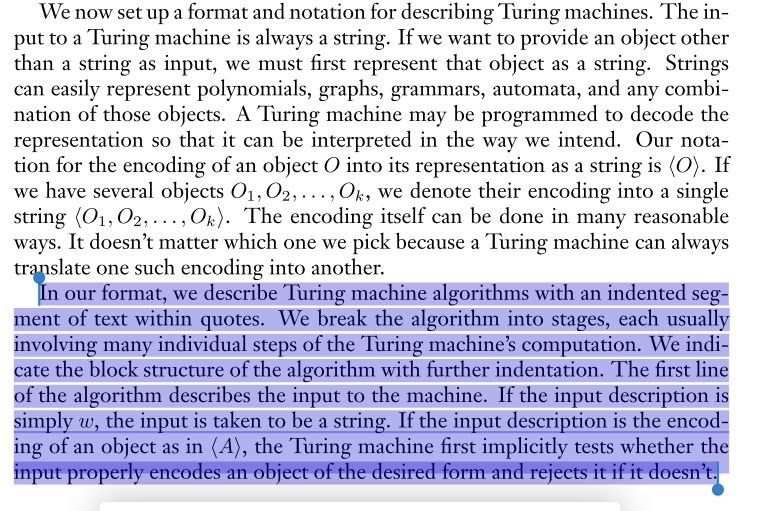 We now set up a format and notation for describing Turing machines. The in-
put to a Turing machine is always a string. If we want to provide an object other
than a string as input, we must first represent that object as a string. Strings
can easily represent polynomials, graphs, grammars, automata, and any combi-
nation of those objects. A Turing machine may be programmed to decode the
representation so that it can be interpreted in the way we intend. Our nota-
tion for the encoding of an object O into its representation as a string is ⟨O⟩. If
we have several objects O₁, O₂, . . . , Oₖ, we denote their encoding into a single
string ⟨O₁, O₂, . . . , Oₖ⟩. The encoding itself can be done in many reasonable
ways. It doesn't matter which one we pick because a Turing machine can always
translate one such encoding into another.
In our format, we describe Turing machine algorithms with an indented seg-
ment of text within quotes. We break the algorithm into stages, each usually
involving many individual steps of the Turing machine's computation. We indi-
cate the block structure of the algorithm with further indentation. The first line
of the algorithm describes the input to the machine. If the input description is
simply w, the input is taken to be a string. If the input description is the encod-
ing of an object as in ⟨A⟩, the Turing machine first implicitly tests whether the
input properly encodes an object of the desired form and rejects it if it doesn't.